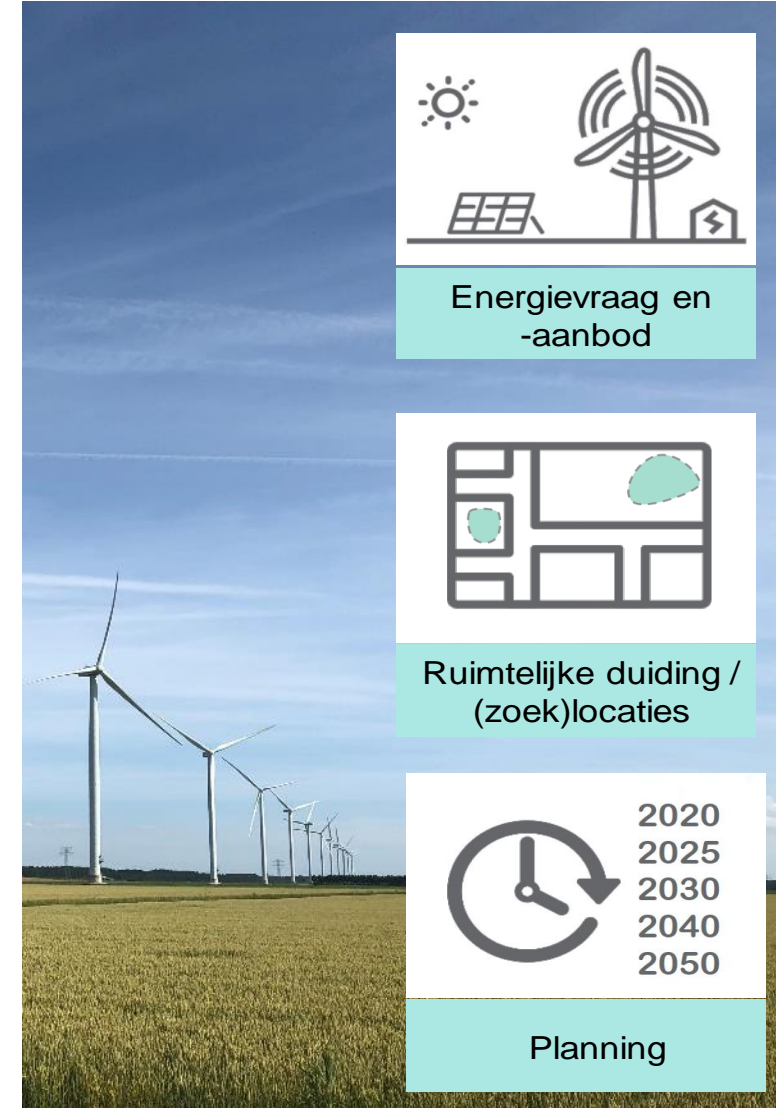 Energievraag en
-aanbod
Ruimtelijke duiding /
(zoek)locaties
2020
2025
2030
2040
2050
Planning